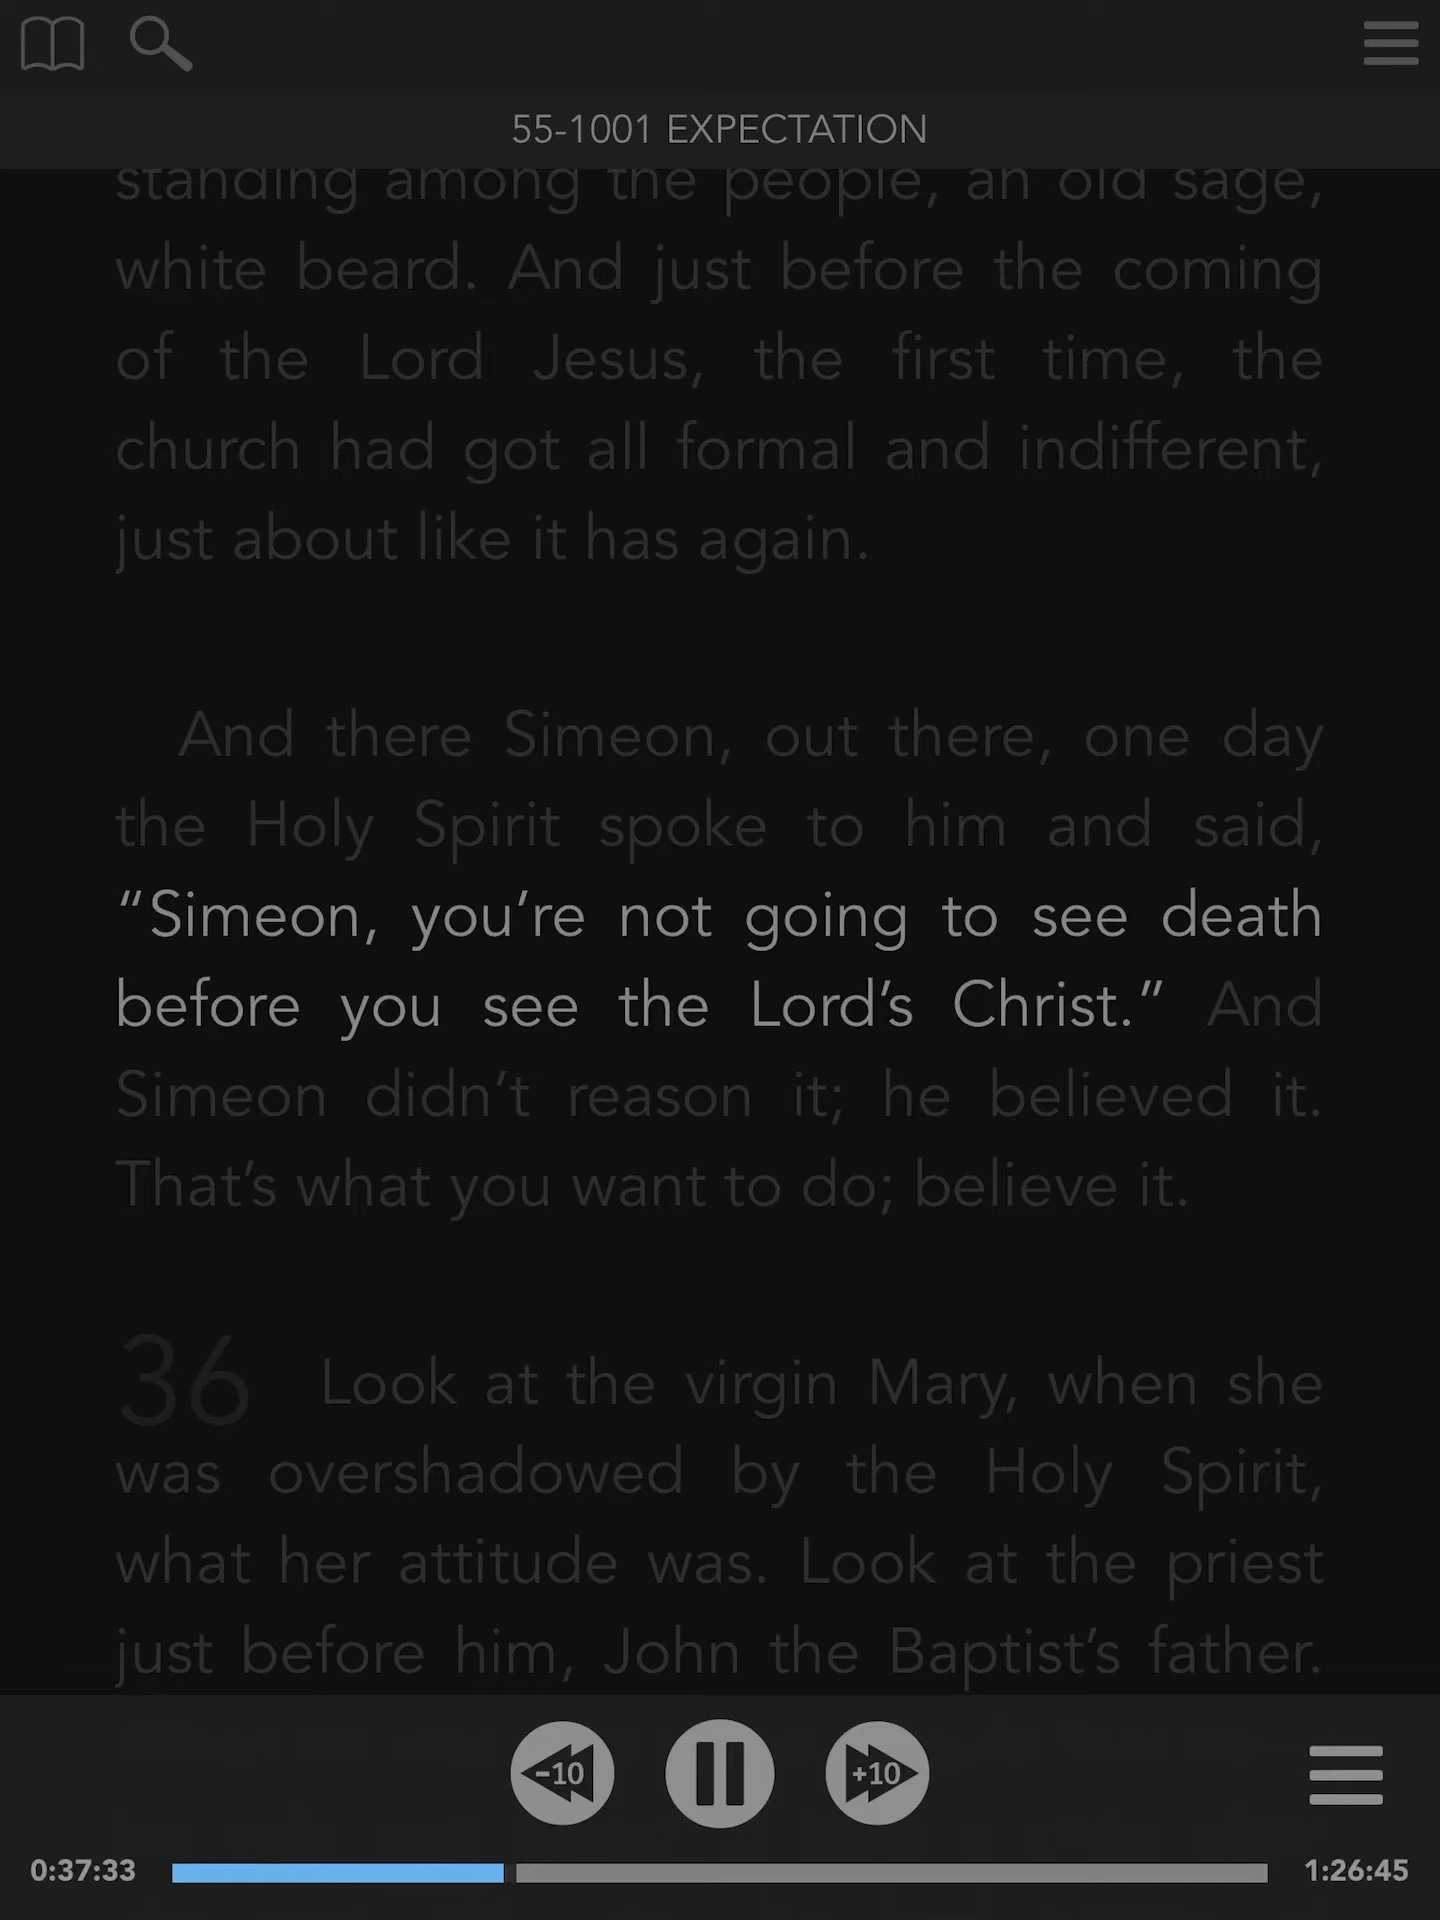 55-1001 EXPECTATION
standing among the people, an old sage,
white beard. And just before the coming
of the Lord Jesus, the first time, the
church had got all formal and indifferent,
just about like it has again.
And there Simeon, out there, one day
the Holy Spirit spoke to him and said,
“Simeon, you’re not going to see death
before you see the Lord’s Christ.” And
Simeon didn’t reason it; he believed it.
That’s what you want to do; believe it.
36 Look at the virgin Mary, when she
was overshadowed by the Holy Spirit,
what her attitude was. Look at the priest
just before him, John the Baptist’s father.
-10 +10
0:37:33 1:26:45